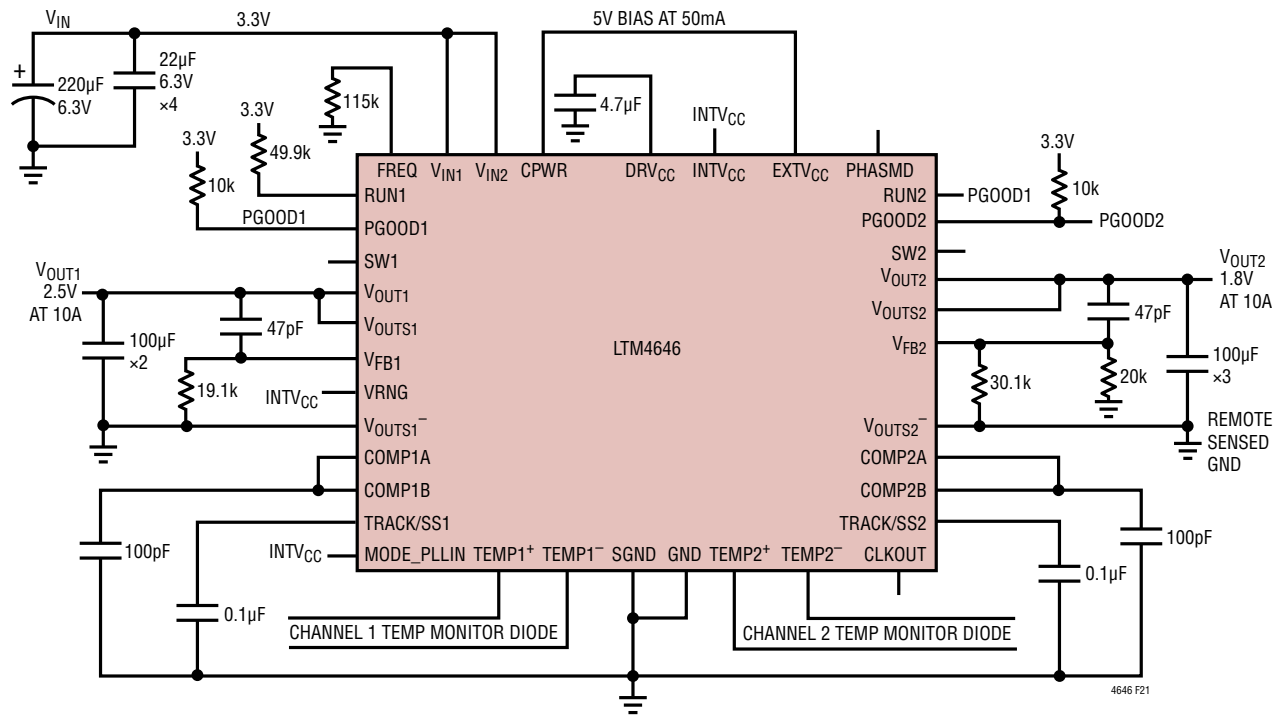 VIN
3.3V
5V BIAS AT 50mA
+
220µF
6.3V
22µF
6.3V
×4
115k
4.7µF
INTVCC
3.3V
49.9k
3.3V
10k
PGOOD1
3.3V
10k
FREQ
VIN1
VIN2
CPWR
DRVCC
INTVCC
EXTVCC
PHASMD
RUN1
PGOOD1
SW1
VOUT1
VOUTS1
VFB1
VRNG
VOUTS1–
COMP1A
COMP1B
TRACK/SS1
MODE_PLLIN
TEMP1+
TEMP1–
SGND
GND
TEMP2+
TEMP2–
CLKOUT
LTM4646
RUN2
PGOOD2
SW2
VOUT2
VOUTS2
VFB2
VOUTS2–
COMP2A
COMP2B
TRACK/SS2
PGOOD1
PGOOD2
VOUT1
2.5V
AT 10A
100µF
×2
47pF
19.1k
INTVCC
100pF
INTVCC
0.1µF
VOUT2
1.8V
AT 10A
47pF
30.1k
20k
100µF
×3
REMOTE
SENSED
GND
100pF
0.1µF
CHANNEL 1 TEMP MONITOR DIODE
CHANNEL 2 TEMP MONITOR DIODE
4646 F21